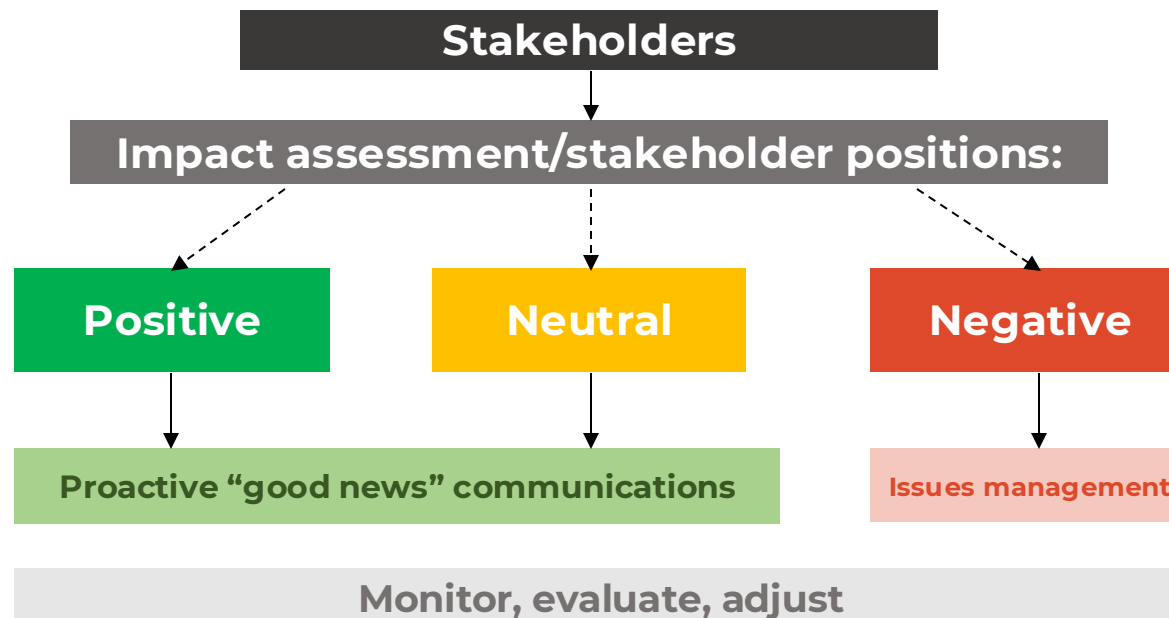 Stakeholders
Impact assessment/stakeholder positions:
Positive
Neutral
Negative
Proactive “good news” communications
Issues management
Monitor, evaluate, adjust